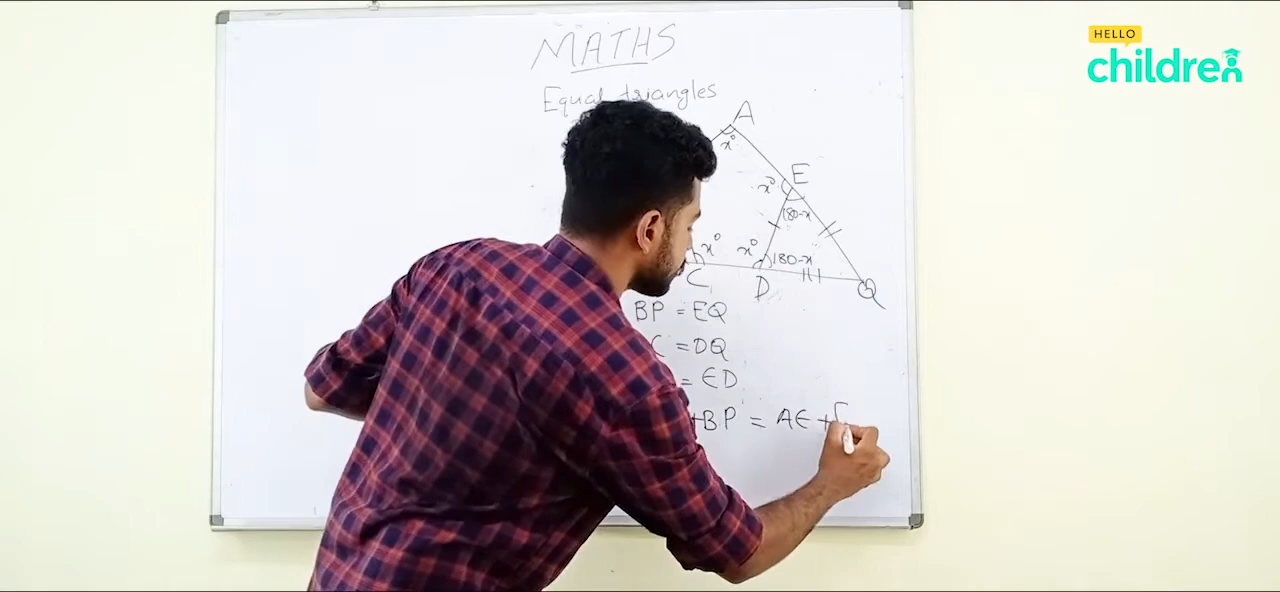 HELLO
children
MATHS
Equal triangles
A
x°
E
x°
180-x
x°
x°
180-x
C
D
Q
BP = EQ
C = DQ
= ED
+BP = AE +